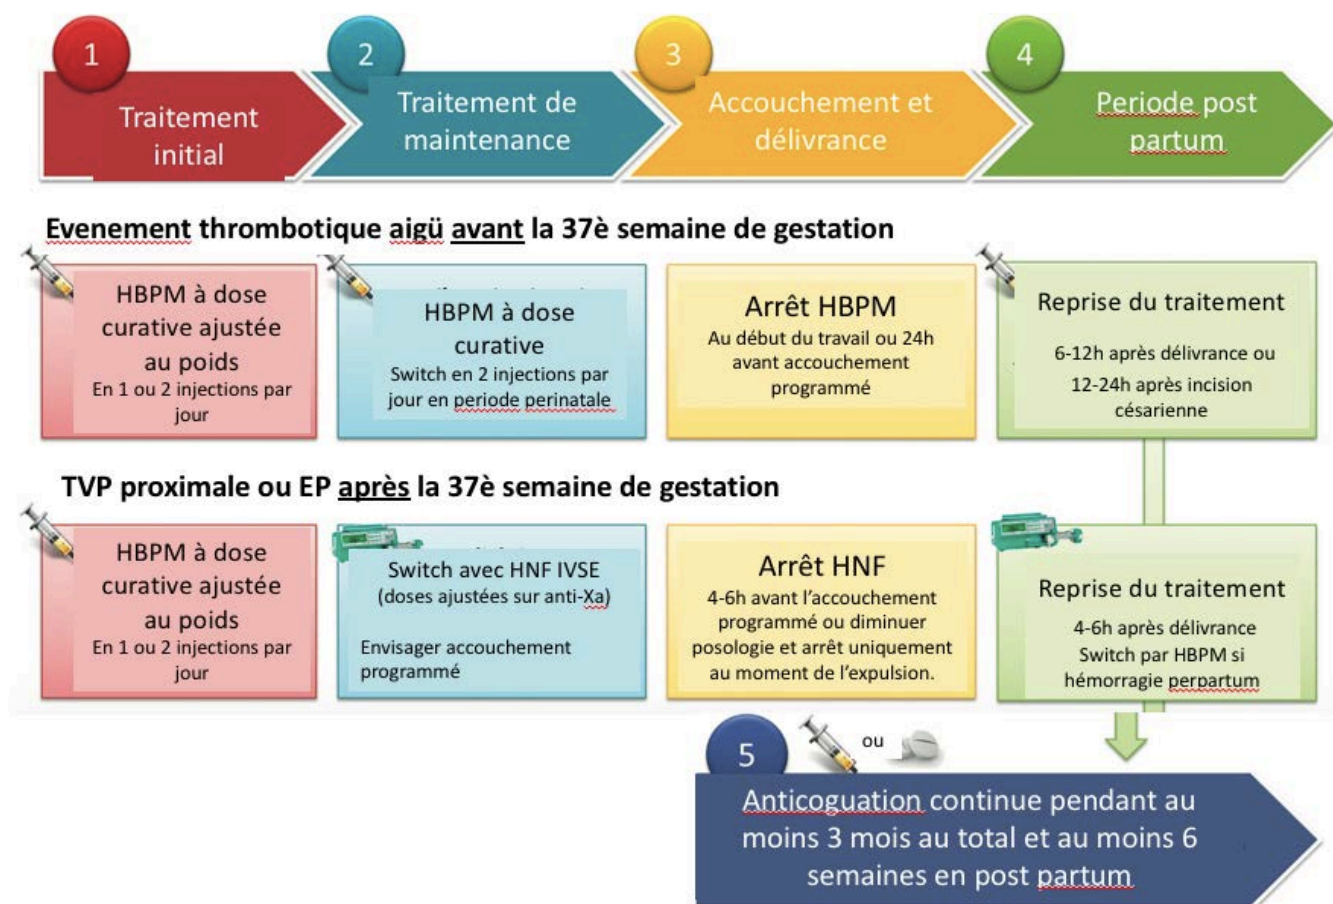 1
Traitement
initial
2
Traitement de
maintenance
3
Accouchement et
délivrance
4
Periode post
partum
Evenement thrombotique aigü avant la 37è semaine de gestation
HBPM à dose
curative ajustée
au poids
En 1 ou 2 injections par
jour
HBPM à dose
curative
Switch en 2 injections par
jour en periode perinatale
Arrêt HBPM
Au début du travail ou 24h
avant accouchement
programmé
Reprise du traitement
6-12h après délivrance ou
12-24h après incision
césarienne
TVP proximale ou EP après la 37è semaine de gestation
HBPM à dose
curative ajustée
au poids
En 1 ou 2 injections par
jour
Switch avec HNF IVSE
(doses ajustées sur anti-Xa)
Envisager accouchement
programmé
Arrêt HNF
4-6h avant l’accouchement
programmé ou diminuer
posologie et arrêt uniquement
au moment de l’expulsion.
Reprise du traitement
4-6h après délivrance
Switch par HBPM si
hémorragie perpartum
5
ou
Anticoguation continue pendant au
moins 3 mois au total et au moins 6
semaines en post partum